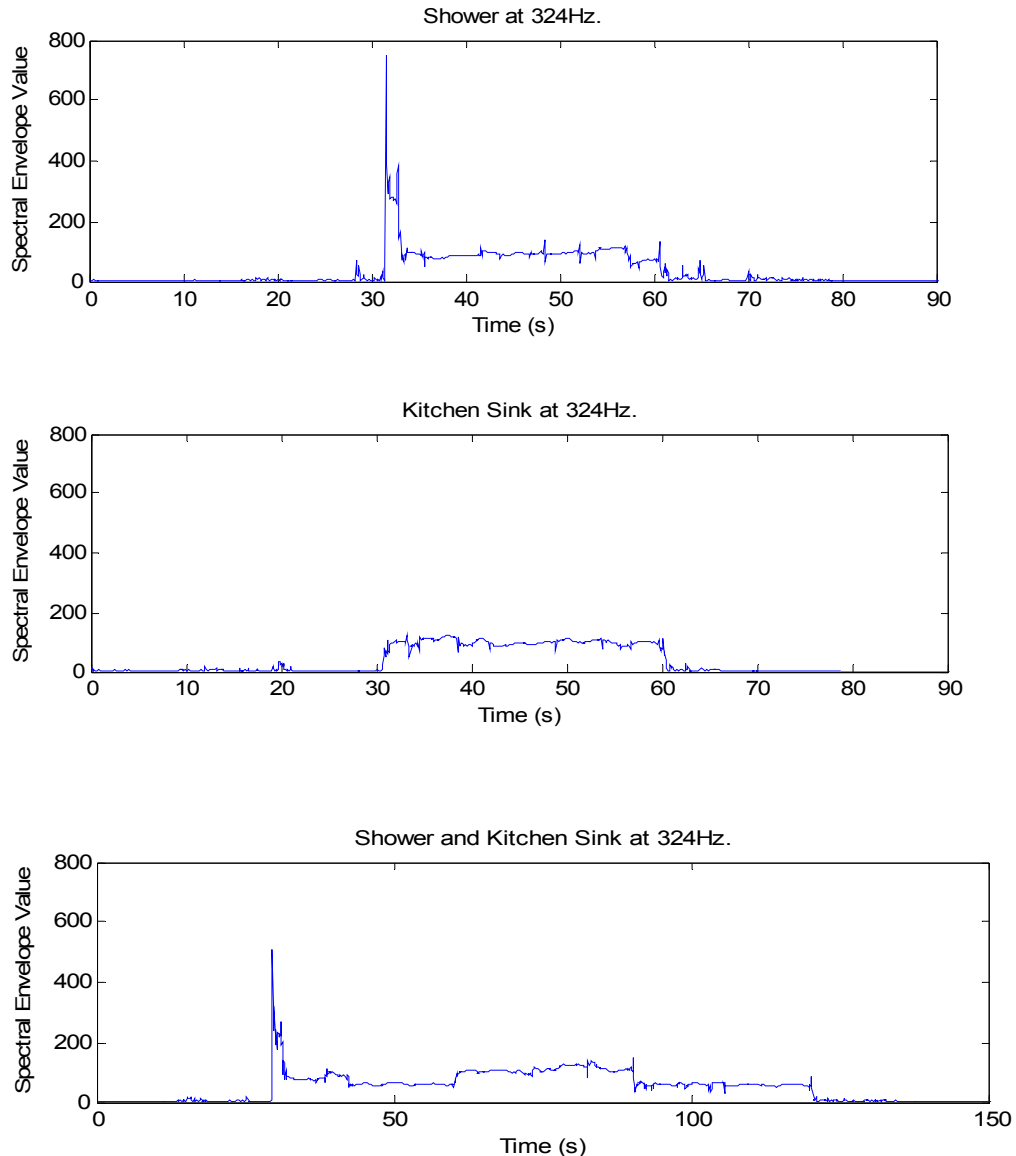 Shower at 324Hz.
Spectral Envelope Value
800
600
400
200
0
0 10 20 30 40 50 60 70 80 90
Time (s)
Kitchen Sink at 324Hz.
Spectral Envelope Value
800
600
400
200
0
0 10 20 30 40 50 60 70 80 90
Time (s)
Shower and Kitchen Sink at 324Hz.
Spectral Envelope Value
800
600
400
200
0
0 50 100 150
Time (s)